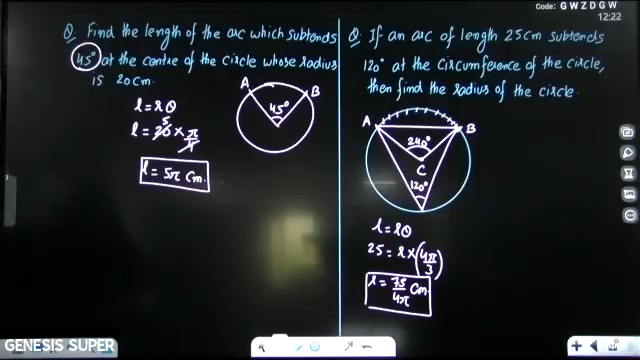 Code: G W Z D G W
12:22
Q. Find the length of the arc which subtends
45° at the centre of the circle whose radius
is 20cm.
A
B
45°
l = rθ
l = 20 5 × π/4
l = 5π cm.
Q. If an arc of length 25cm subtends
120° at the circumference of the circle,
then find the radius of the circle.
A
B
240°
C
120°
l = rθ
25 = r × (4π/3)
r = 75/4π cm.
GENESIS SUPER